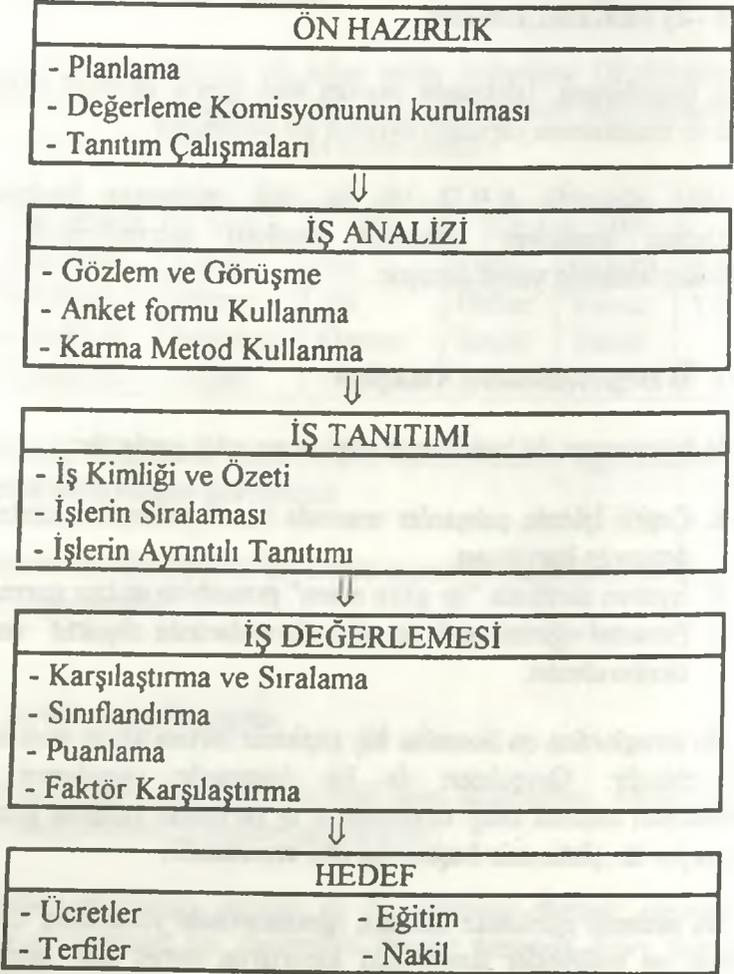 ÖN HAZIRLIK
- Planlama
- Değerleme Komisyonunun kurulması
- Tanıtım Çalışmaları
⇓
İŞ ANALİZİ
- Gözlem ve Görüşme
- Anket formu Kullanma
- Karma Metod Kullanma
⇓
İŞ TANITIMI
- İş Kimliği ve Özeti
- İşlerin Sıralaması
- İşlerin Ayrıntılı Tanıtımı
⇓
İŞ DEĞERLEMESİ
- Karşılaştırma ve Sıralama
- Sınıflandırma
- Puanlama
- Faktör Karşılaştırma
⇓
HEDEF
- Ücretler - Eğitim
- Terfiler - Nakil